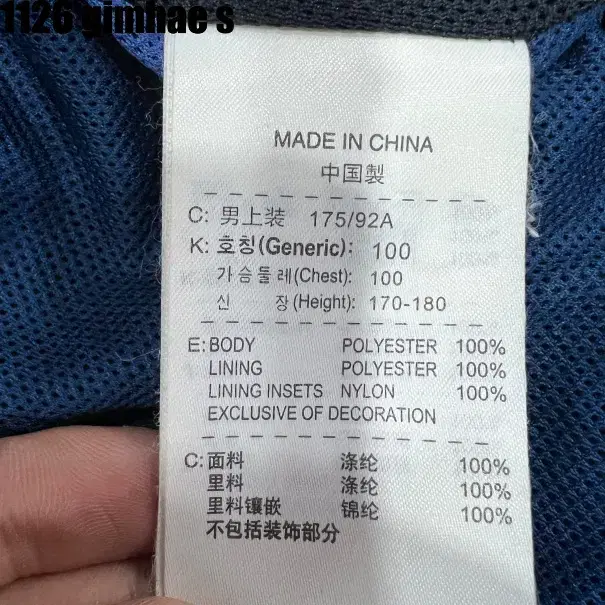 1126 gimhae s
MADE IN CHINA
中国製
C: 男上装 175/92A
K: 호칭(Generic): 100
가슴둘레(Chest): 100
신 장(Height): 170-180
E: BODY POLYESTER 100%
LINING POLYESTER 100%
LINING INSETS NYLON 100%
EXCLUSIVE OF DECORATION
C: 面料 涤纶 100%
里料 涤纶 100%
里料镶嵌 锦纶 100%
不包括装饰部分